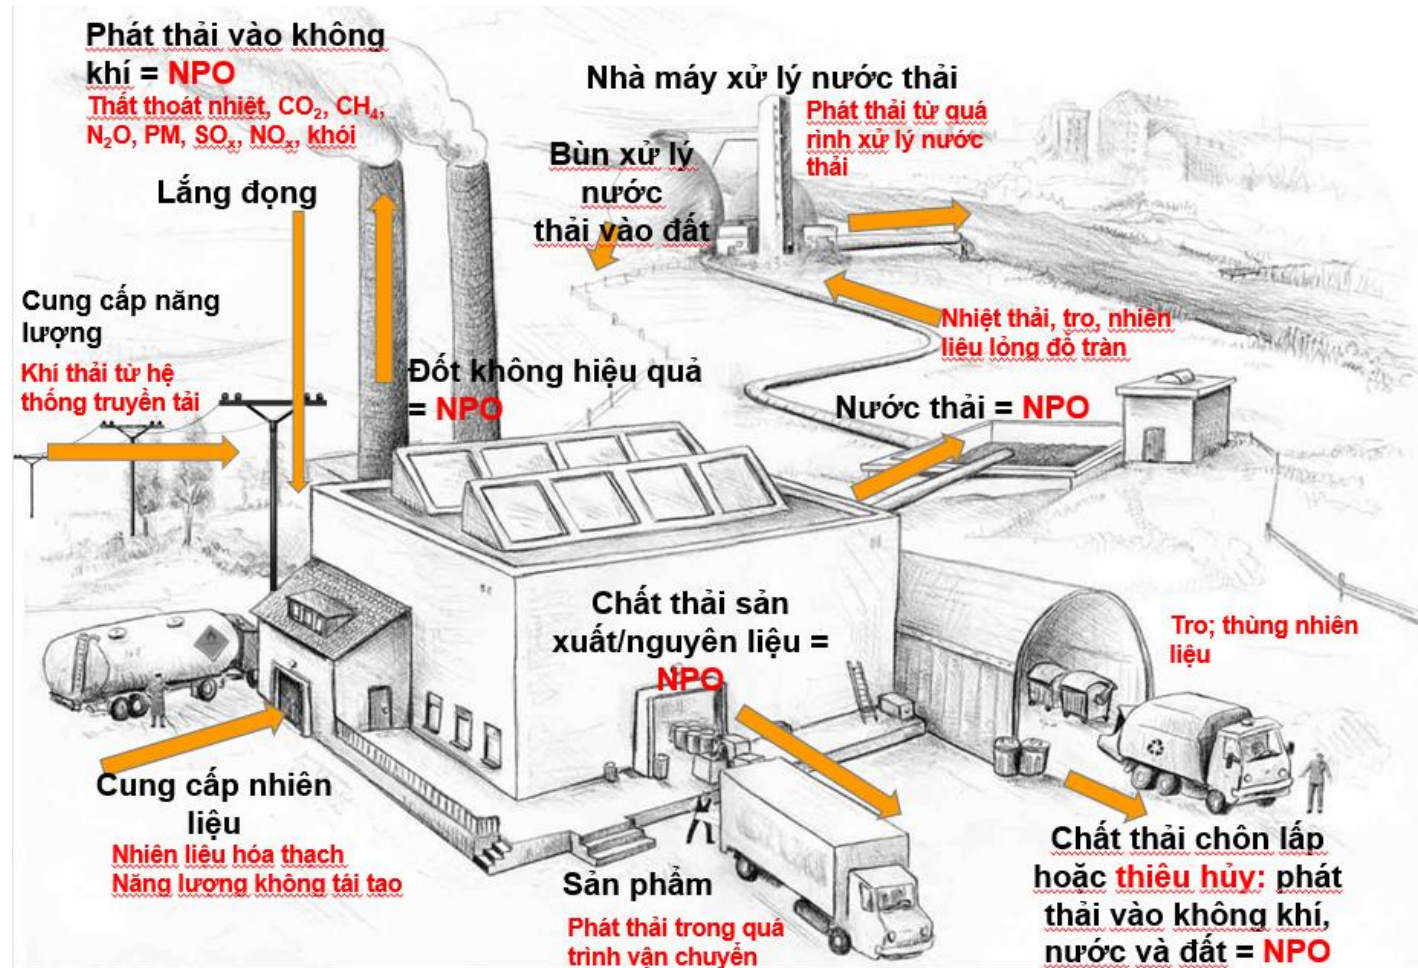 Phát thải vào không
khí = NPO
Thất thoát nhiệt, CO₂, CH₄,
N₂O, PM, SOₓ, NOₓ, khói
Lắng đọng
Nhà máy xử lý nước thải
Phát thải từ quá
rình xử lý nước
thải
Bùn xử lý
nước
thải vào đất
Cung cấp năng
lượng
Khí thải từ hệ
thống truyền tải
Nhiệt thải, tro, nhiên
liêu lỏng đổ tràn
Đốt không hiệu quả
= NPO
Nước thải = NPO
Chất thải sản
xuất/nguyên liệu =
NPO
Tro; thùng nhiên
liệu
Cung cấp nhiên
liệu
Nhiên liêu hóa thạch
Năng lương không tái tạo
Sản phẩm
Phát thải trong quá
trình vận chuyển
Chất thải chôn lấp
hoặc thiêu hủy: phát
thải vào không khí,
nước và đất = NPO